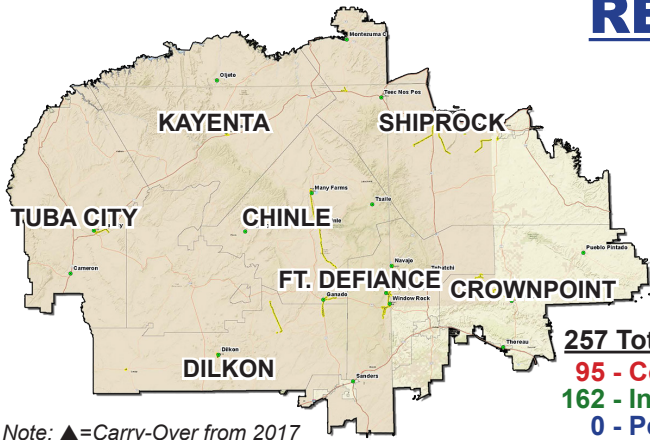 RE
Montezuma C
Oljeto
Teec Nos Pos
KAYENTA
SHIPROCK
Many Farms
Tsaile
TUBA CITY
CHINLE
Pueblo Pintado
Navajo
Cameron
FT. DEFIANCE
CROWNPOINT
Ganado
Window Rock
Thoreau
257 Tot
Dilkon
DILKON
95 - Co
Sanders
162 - In
0 - Pe
Note: ▲=Carry-Over from 2017